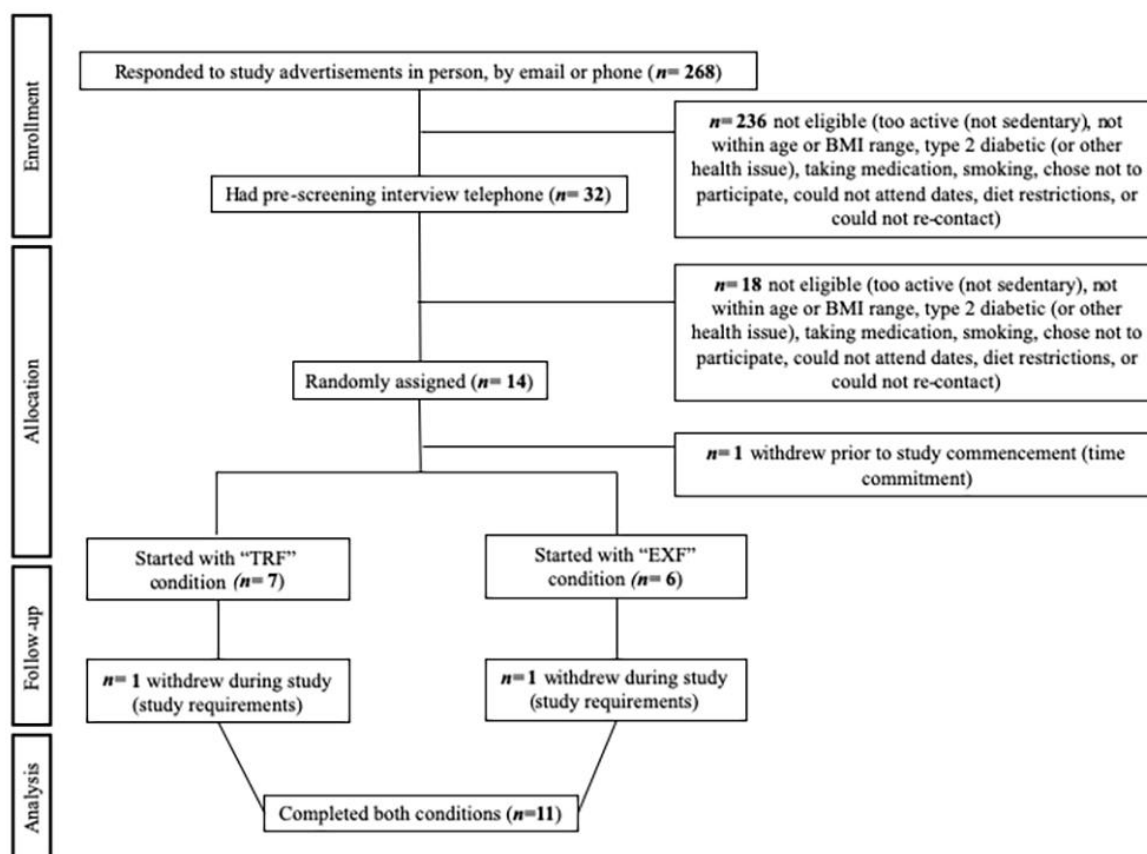 Enrollment
Responded to study advertisements in person, by email or phone (n= 268)
n= 236 not eligible (too active (not sedentary), not
within age or BMI range, type 2 diabetic (or other
health issue), taking medication, smoking, chose not to
participate, could not attend dates, diet restrictions, or
could not re-contact)
Had pre-screening interview telephone (n= 32)
Allocation
n= 18 not eligible (too active (not sedentary), not
within age or BMI range, type 2 diabetic (or other
health issue), taking medication, smoking, chose not to
participate, could not attend dates, diet restrictions, or
could not re-contact)
Randomly assigned (n= 14)
n= 1 withdrew prior to study commencement (time
commitment)
Started with “TRF”
condition (n= 7)
Started with “EXF”
condition (n= 6)
Follow-up
n= 1 withdrew during study
(study requirements)
n= 1 withdrew during study
(study requirements)
Analysis
Completed both conditions (n=11)